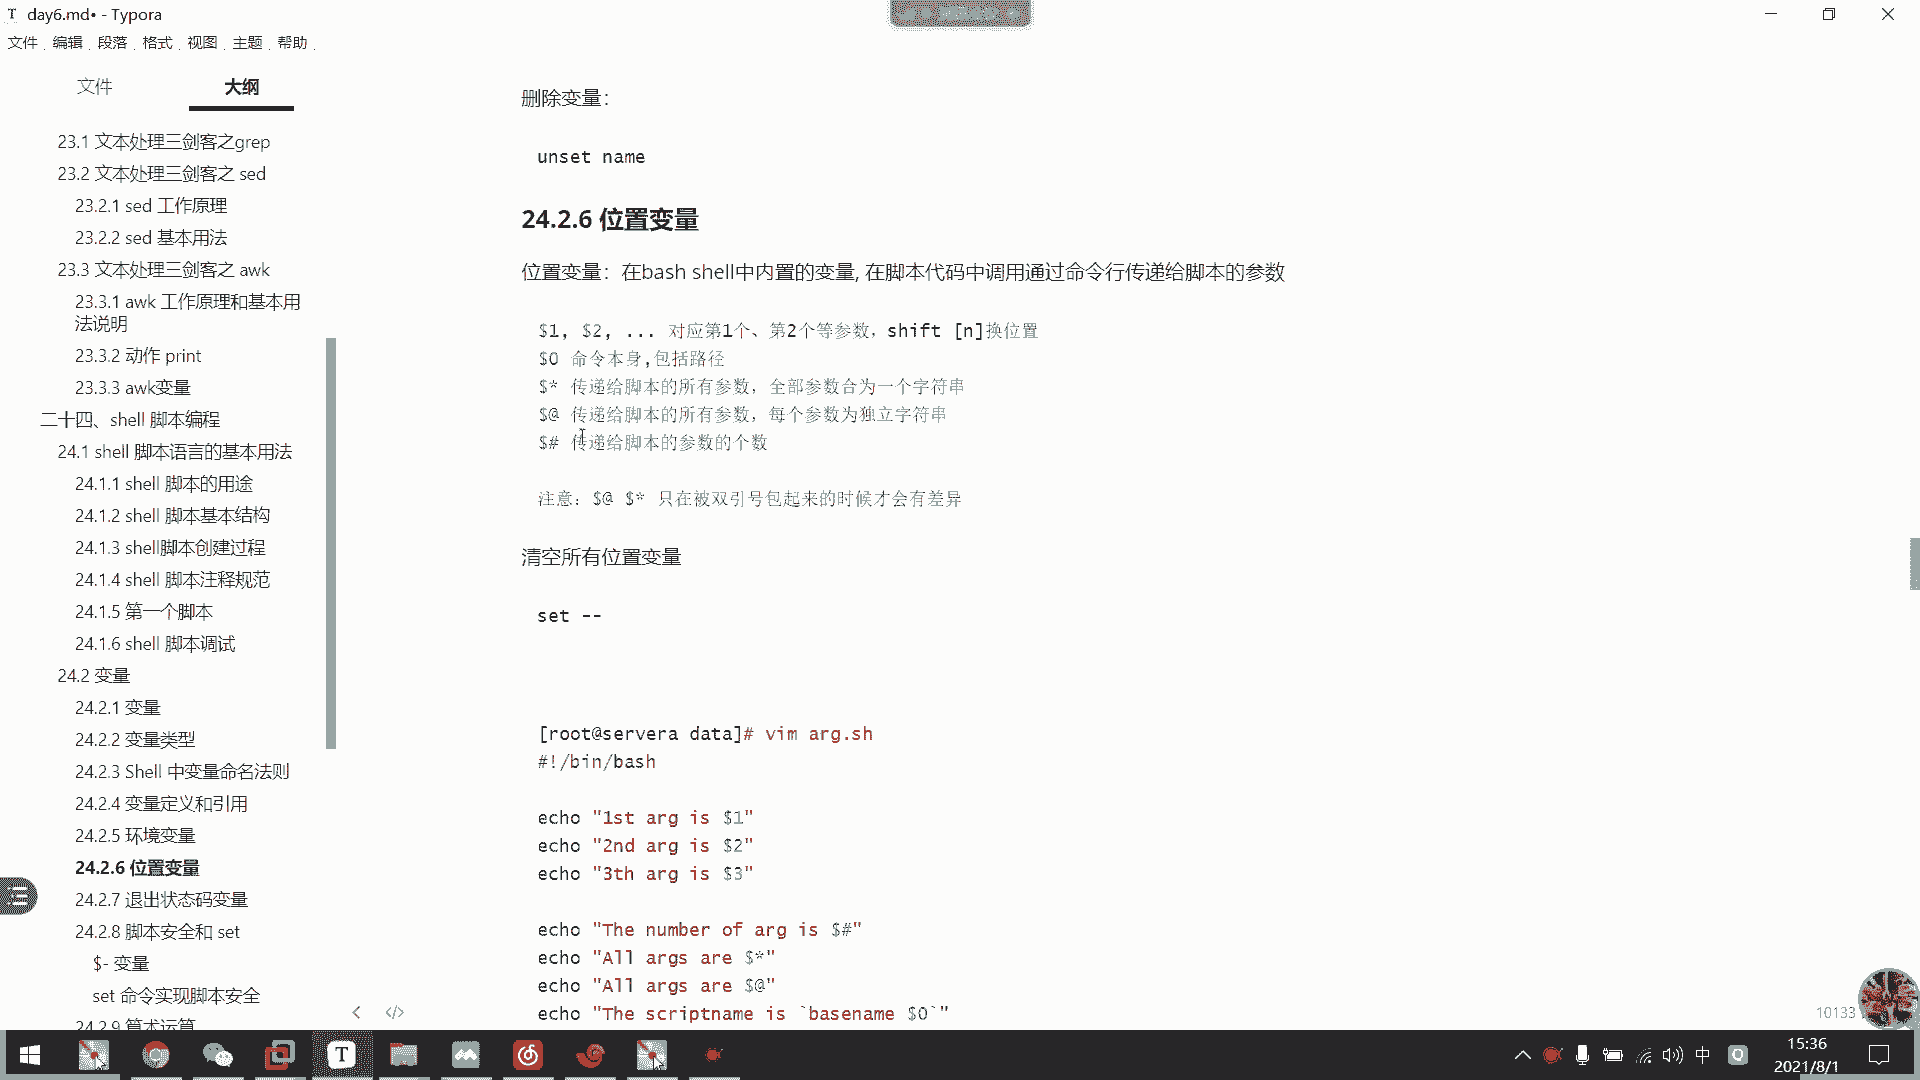 day6.md• - Typora
文件 编辑 段落 格式 视图 主题 帮助
文件 大纲
23.1 文本处理三剑客之grep
23.2 文本处理三剑客之 sed
23.2.1 sed 工作原理
23.2.2 sed 基本用法
23.3 文本处理三剑客之 awk
23.3.1 awk 工作原理和基本用
法说明
23.3.2 动作 print
23.3.3 awk变量
二十四、shell 脚本编程
24.1 shell 脚本语言的基本用法
24.1.1 shell 脚本的用途
24.1.2 shell 脚本基本结构
24.1.3 shell脚本创建过程
24.1.4 shell 脚本注释规范
24.1.5 第一个脚本
24.1.6 shell 脚本调试
24.2 变量
24.2.1 变量
24.2.2 变量类型
24.2.3 Shell 中变量命名法则
24.2.4 变量定义和引用
24.2.5 环境变量
24.2.6 位置变量
24.2.7 退出状态码变量
24.2.8 脚本安全和 set
$- 变量
set 命令实现脚本安全
24.2.9 算术运算
删除变量：
unset name
24.2.6 位置变量
位置变量：在bash shell中内置的变量, 在脚本代码中调用通过命令行传递给脚本的参数
$1, $2, ... 对应第1个、第2个等参数，shift [n]换位置
$0 命令本身,包括路径
$* 传递给脚本的所有参数，全部参数合为一个字符串
$@ 传递给脚本的所有参数，每个参数为独立字符串
$# 传递给脚本的参数的个数
注意：$@ $* 只在被双引号包起来的时候才会有差异
清空所有位置变量
set --
[root@servera data]# vim arg.sh
#!/bin/bash
echo "1st arg is $1"
echo "2nd arg is $2"
echo "3th arg is $3"
echo "The number of arg is $#"
echo "All args are $*"
echo "All args are $@"
echo "The scriptname is `basename $0`"
10133
中
15:36
2021/8/1